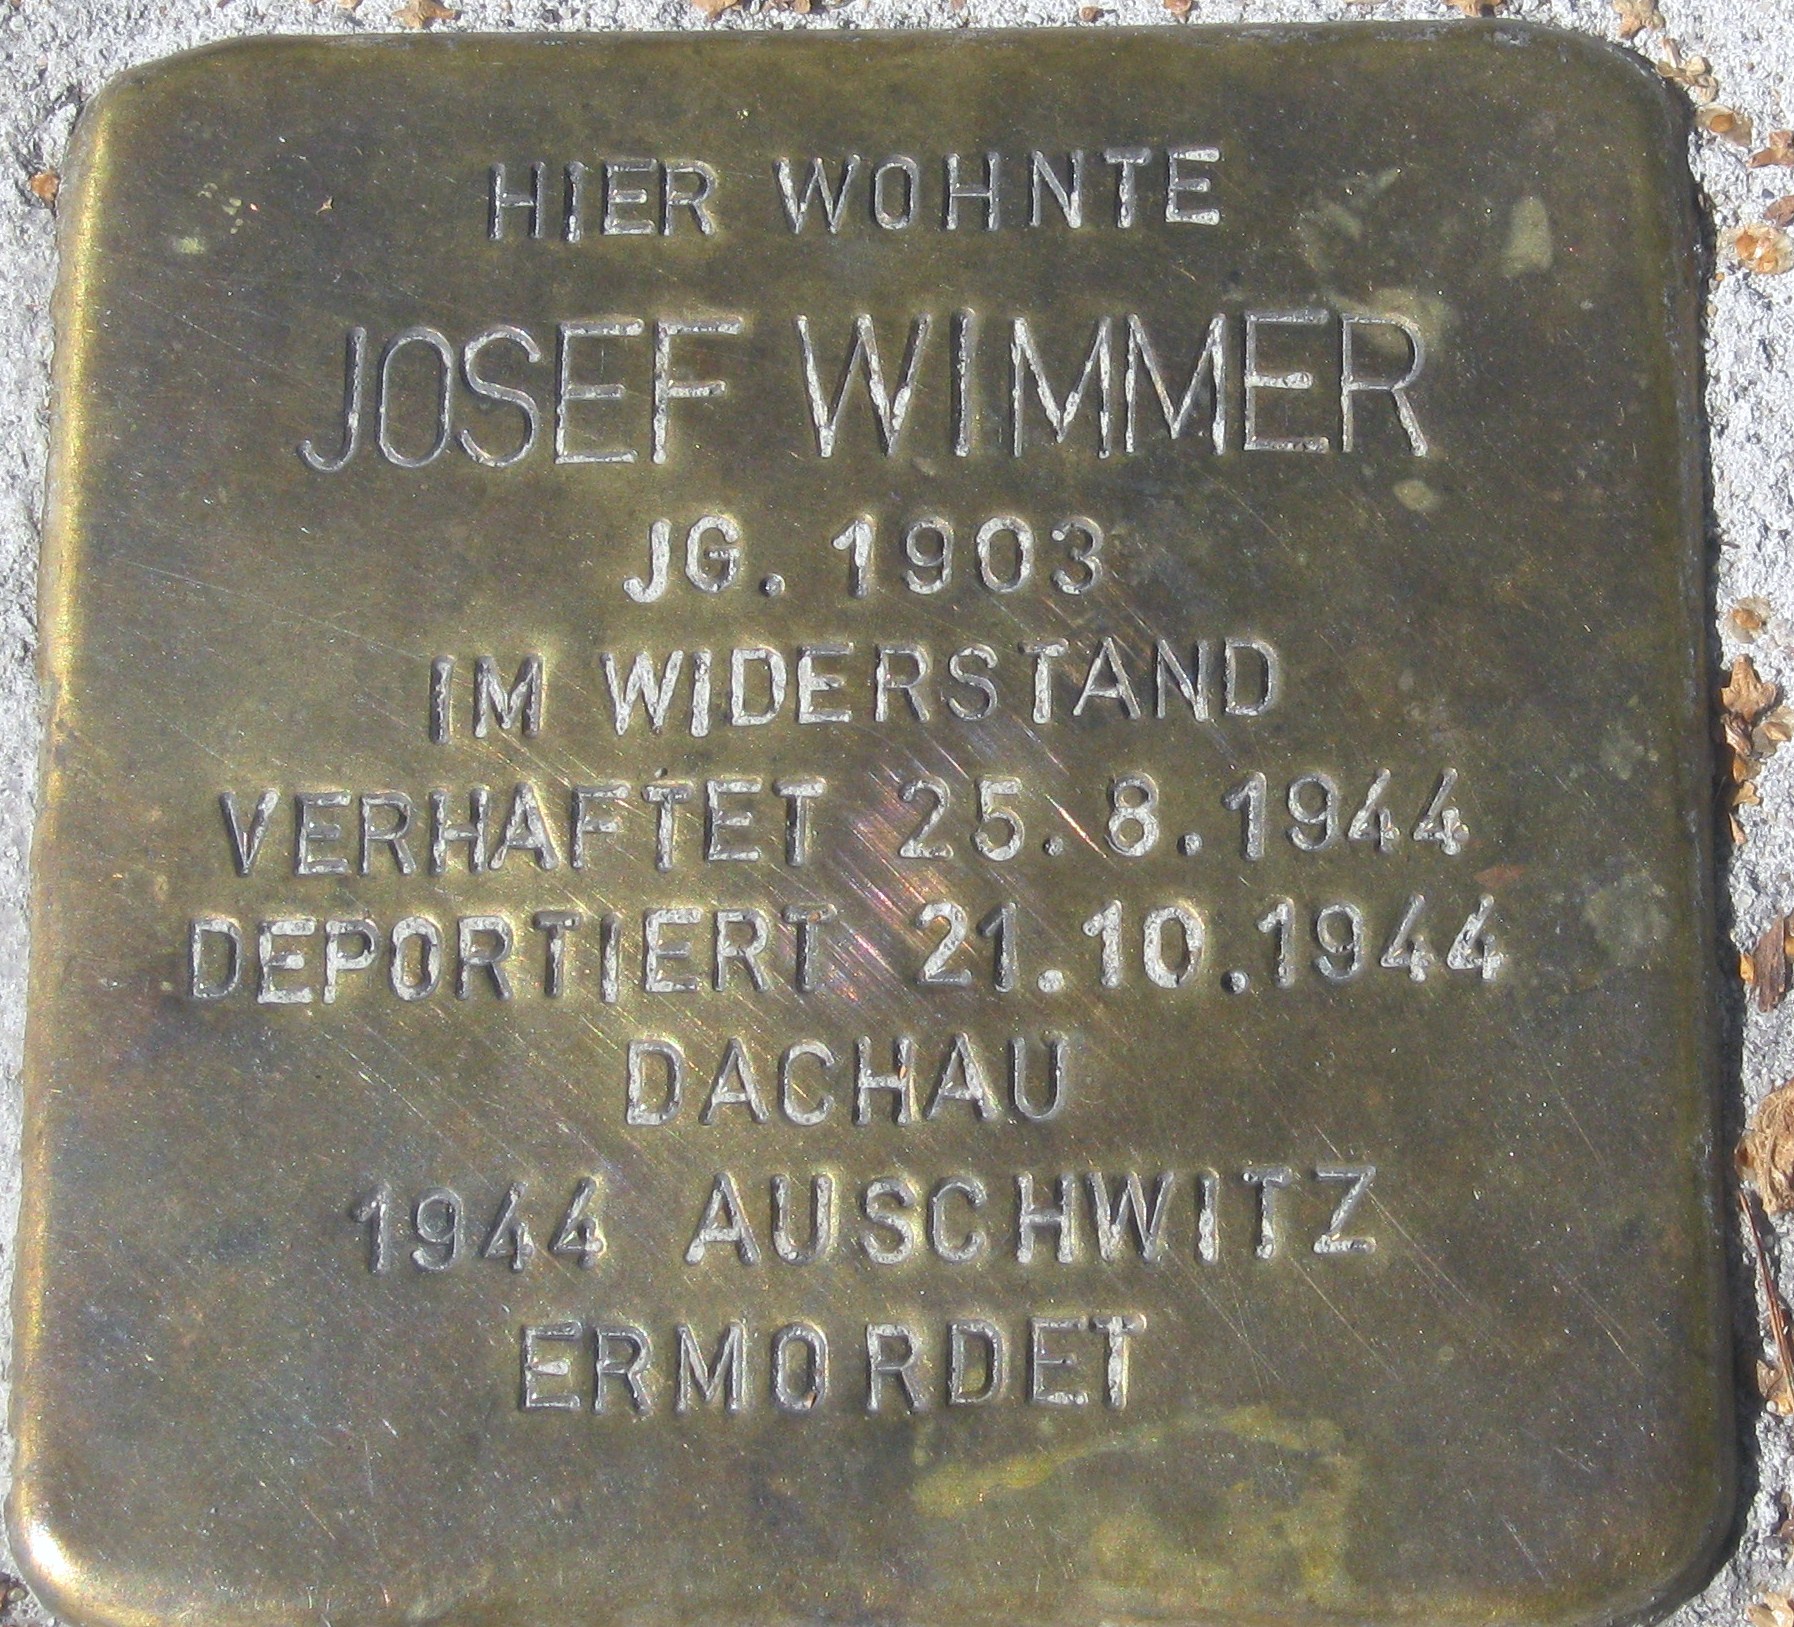 HIER WOHNTE
JOSEF WIMMER
JG. 1903
IM WIDERSTAND
VERHAFTET 25.8.1944
DEPORTIERT 21.10.1944
DACHAU
1944 AUSCHWITZ
ERMORDET